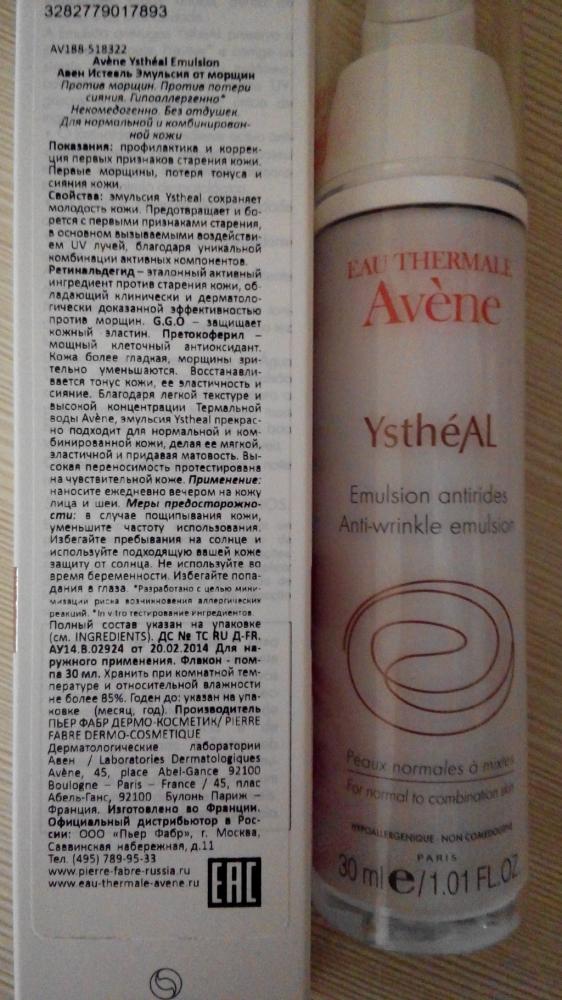 3282779017893
AV188 518322
Avène Ysthéal Emulsion
Авен Истеаль Эмульсия от морщин
Против морщин. Против потери
сияния. Гипоаллергенно*
Некомедогенно. Без отдушек.
Для нормальной и комбинирован-
ной кожи
Показания: профилактика и коррек-
ция первых признаков старения кожи.
Первые морщины, потеря тонуса и
сияния кожи.
Свойства: эмульсия Ystheal сохраняет
молодость кожи. Предотвращает и бо-
рется с первыми признаками старения,
в основном вызываемыми воздействи-
ем UV лучей, благодаря уникальной
комбинации активных компонентов.
Ретинальдегид – эталонный активный
ингредиент против старения кожи, об-
ладающий клинически и дерматоло-
гически доказанной эффективностью
против морщин. G.G.O – защищает
кожный эластин. Претокоферил –
мощный клеточный антиоксидант.
Кожа более гладкая, морщины зри-
тельно уменьшаются. Восстанавли-
вается тонус кожи, ее эластичность и
сияние. Благодаря легкой текстуре и
высокой концентрации Термальной
воды Avène, эмульсия Ystheal прекрас-
но подходит для нормальной и ком-
бинированной кожи, делая ее мягкой,
эластичной и придавая матовость. Вы-
сокая переносимость протестирована
на чувствительной коже. Применение:
наносите ежедневно вечером на кожу
лица и шеи. Меры предосторожно-
сти: в случае пощипывания кожи,
уменьшите частоту использования.
Избегайте пребывания на солнце и
используйте подходящую вашей коже
защиту от солнца. Не используйте во
время беременности. Избегайте попа-
дания в глаза. *Разработано с целью мини-
мизации риска возникновения аллергических
реакций. *In vitro тестирование ингредиентов.
Полный состав указан на упаковке
(см. INGREDIENTS). ДС № ТС RU Д-FR.
АУ14.В.02924 от 20.02.2014 Для на-
ружного применения. Флакон - пом-
па 30 мл. Хранить при комнатной тем-
пературе и относительной влажности
не более 85%. Годен до: указан на упа-
ковке (месяц, год). Производитель
ПЬЕР ФАБР ДЕРМО-КОСМЕТИК/ PIERRE
FABRE DERMO-COSMETIQUE
Дерматологические лаборатории
Авен / Laboratories Dermatologiques
Avène, 45, place Abel-Gance 92100
Boulogne – Paris – France / 45, плас
Абель-Ганс, 92100 Булонь Париж –
Франция. Изготовлено во Франции.
Официальный дистрибьютор в Рос-
сии: ООО «Пьер Фабр», г. Москва,
Саввинская набережная, д.11
Тел. (495) 789-95-33
www.pierre-fabre-russia.ru
www.eau-thermale-avene.ru
EAC
EAU THERMALE
Avène
YsthéAL
Emulsion antirides
Anti-wrinkle emulsion
Peaux normales à mixtes
For normal to combination skin
HYPOALLERGENIQUE - NON COMEDOGENE
PARIS
30 ml e/1.01 FL.OZ.